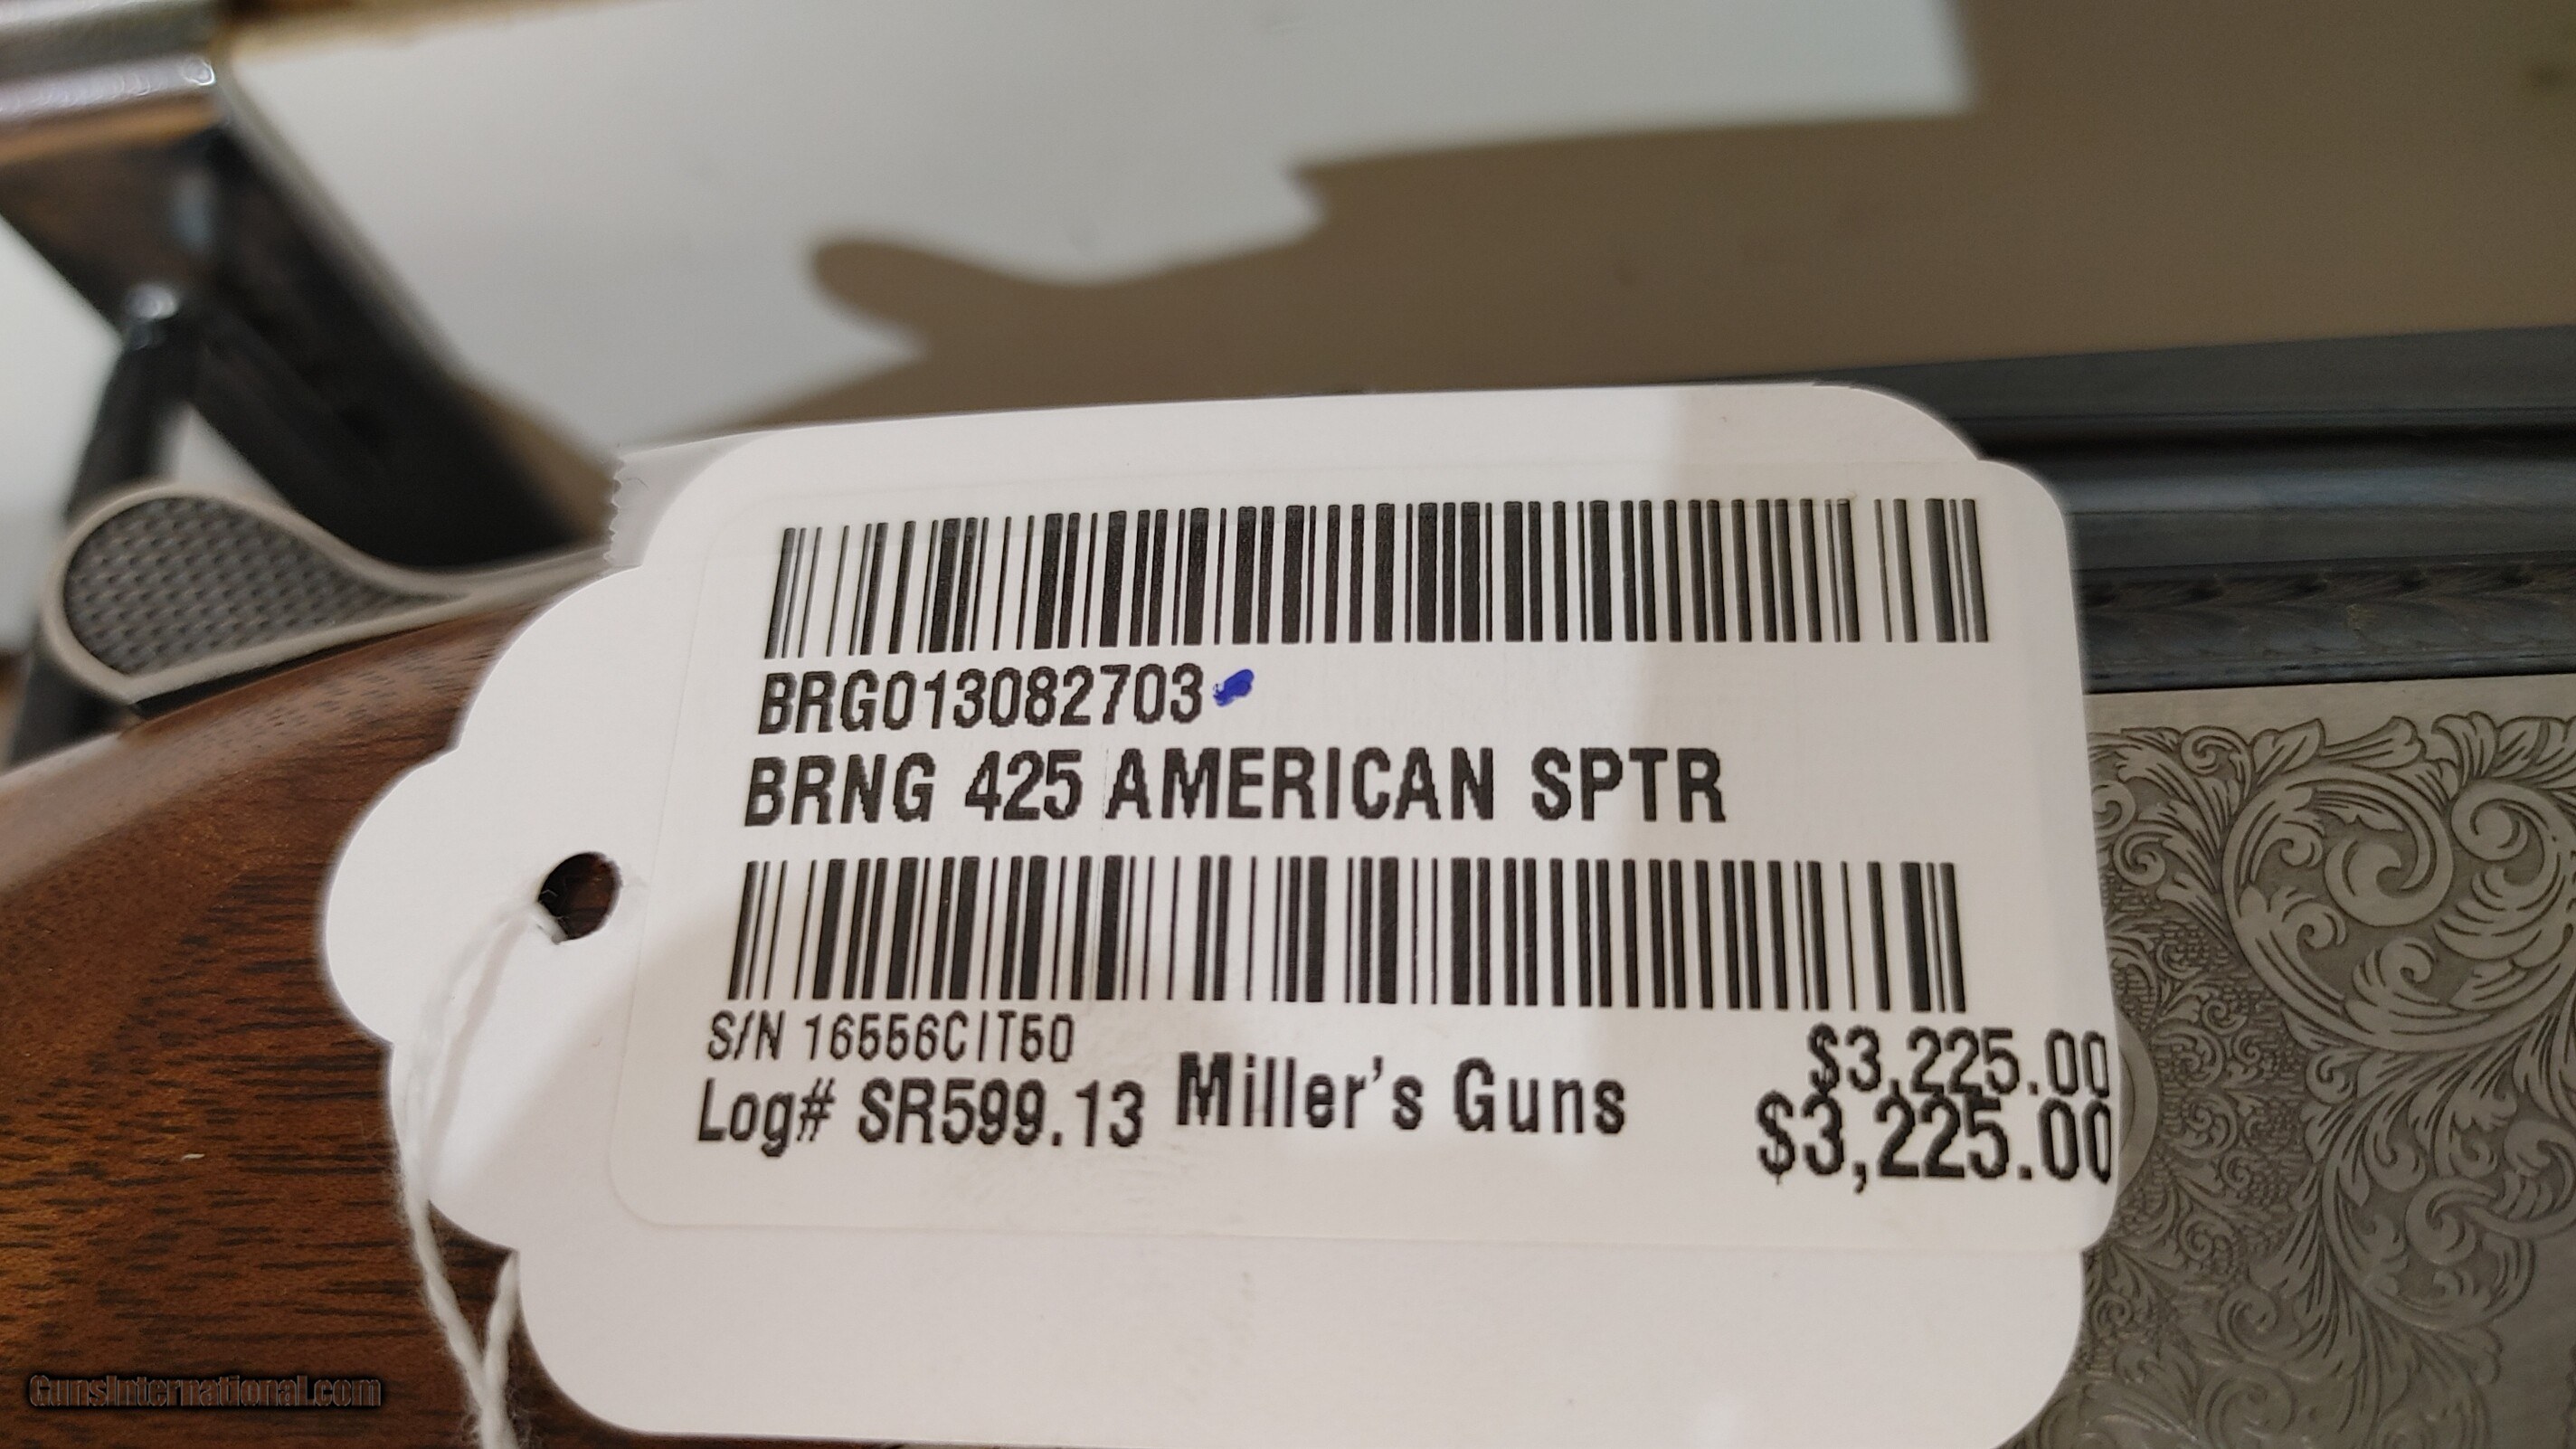 BRG013082703
BRNG 425 AMERICAN SPTR
S/N 16556CIT50
Log# SR599.13 Miller's Guns
$3,225.00
$3,225.00
GunsInternational.com